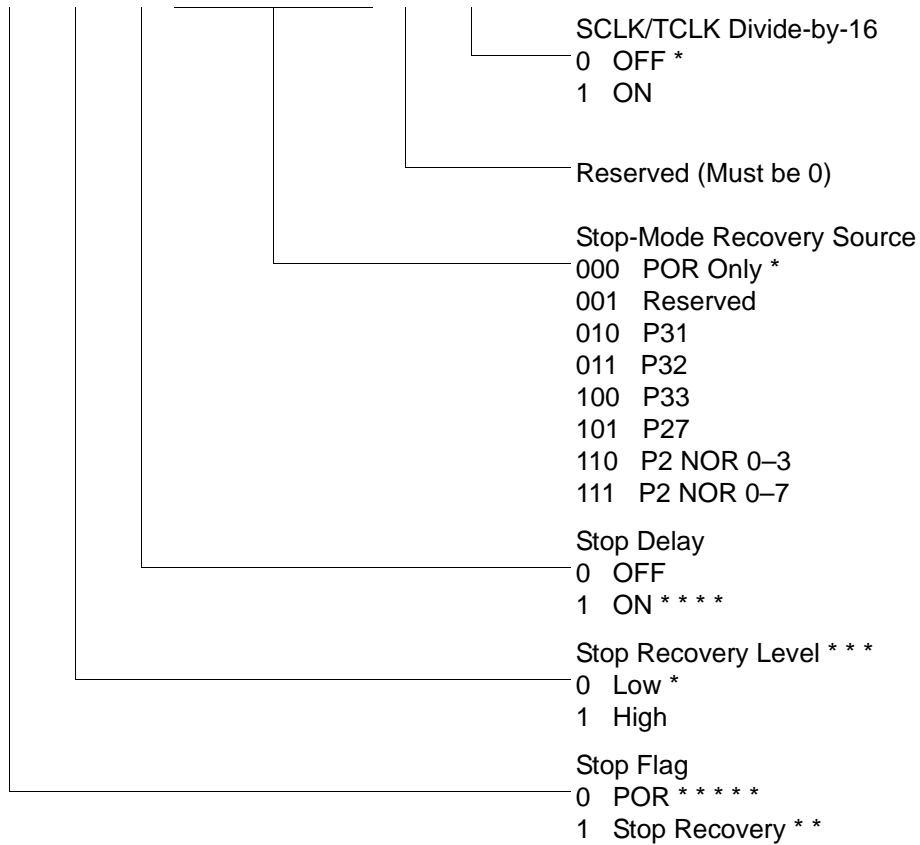 SCLK/TCLK Divide-by-16
0 OFF *
1 ON
Reserved (Must be 0)
Stop-Mode Recovery Source
000 POR Only *
001 Reserved
010 P31
011 P32
100 P33
101 P27
110 P2 NOR 0–3
111 P2 NOR 0–7
Stop Delay
0 OFF
1 ON * * * *
Stop Recovery Level * * *
0 Low *
1 High
Stop Flag
0 POR * * * * *
1 Stop Recovery * *